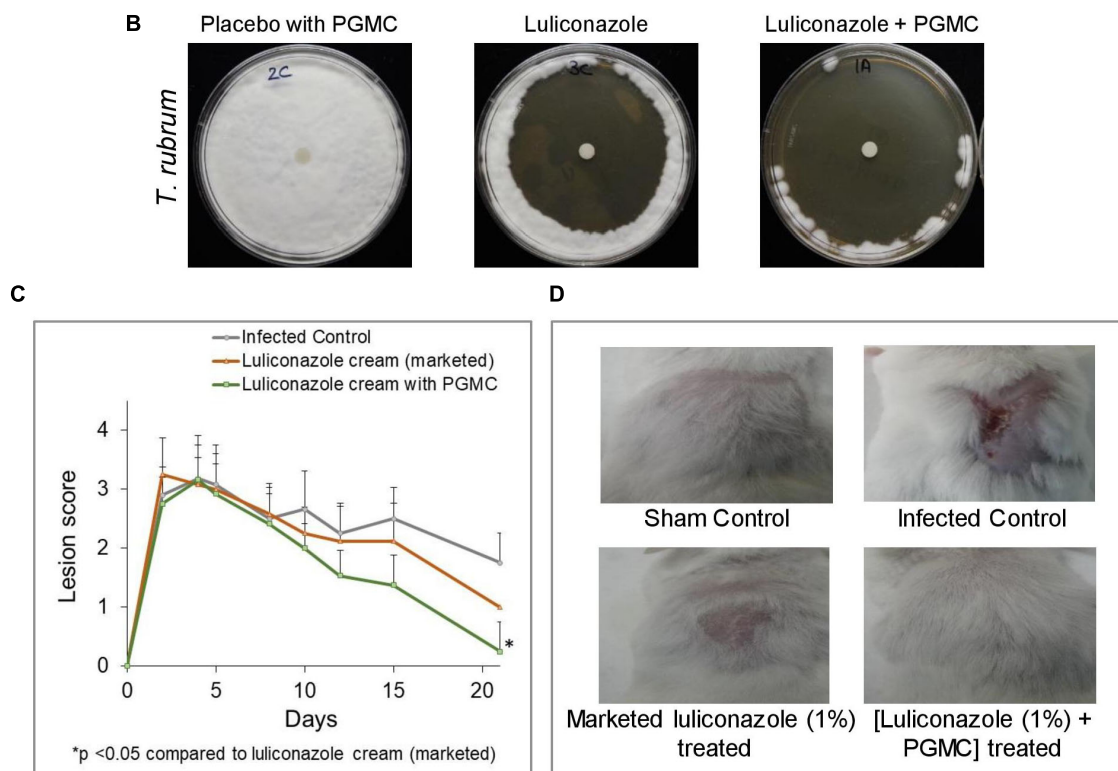 B
Placebo with PGMC
Luliconazole
Luliconazole + PGMC
T. rubrum
2C
3C
1A
C
Infected Control
Luliconazole cream (marketed)
Luliconazole cream with PGMC
Lesion score
4
3
2
1
0
0
5
10
15
20
*
Days
*p <0.05 compared to luliconazole cream (marketed)
D
Sham Control
Infected Control
Marketed luliconazole (1%)
treated
[Luliconazole (1%) +
PGMC] treated